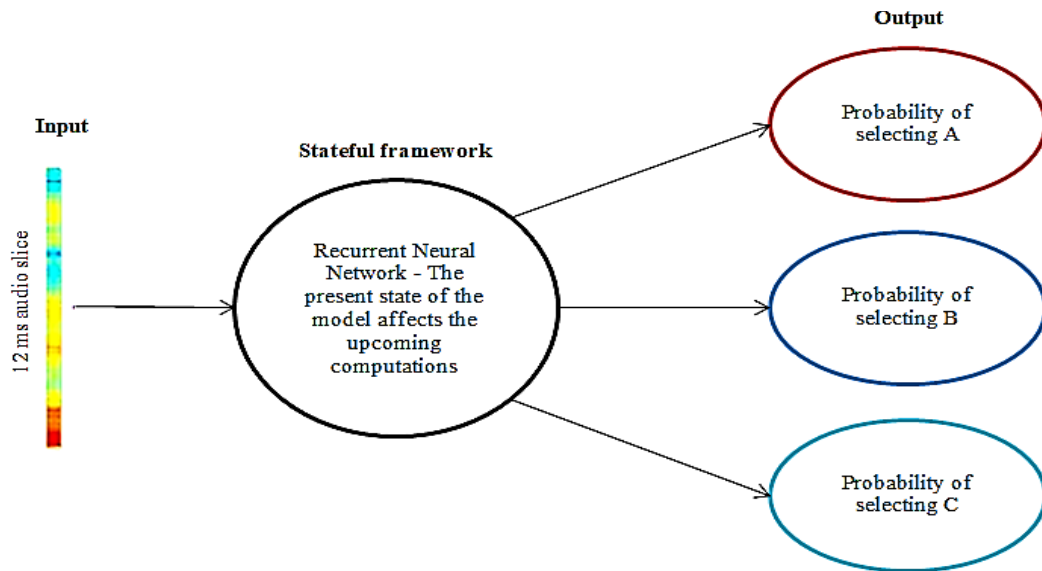 Input
12 ms audio slice
Stateful framework
Recurrent Neural
Network - The
present state of the
model affects the
upcoming
computations
Output
Probability of
selecting A
Probability of
selecting B
Probability of
selecting C